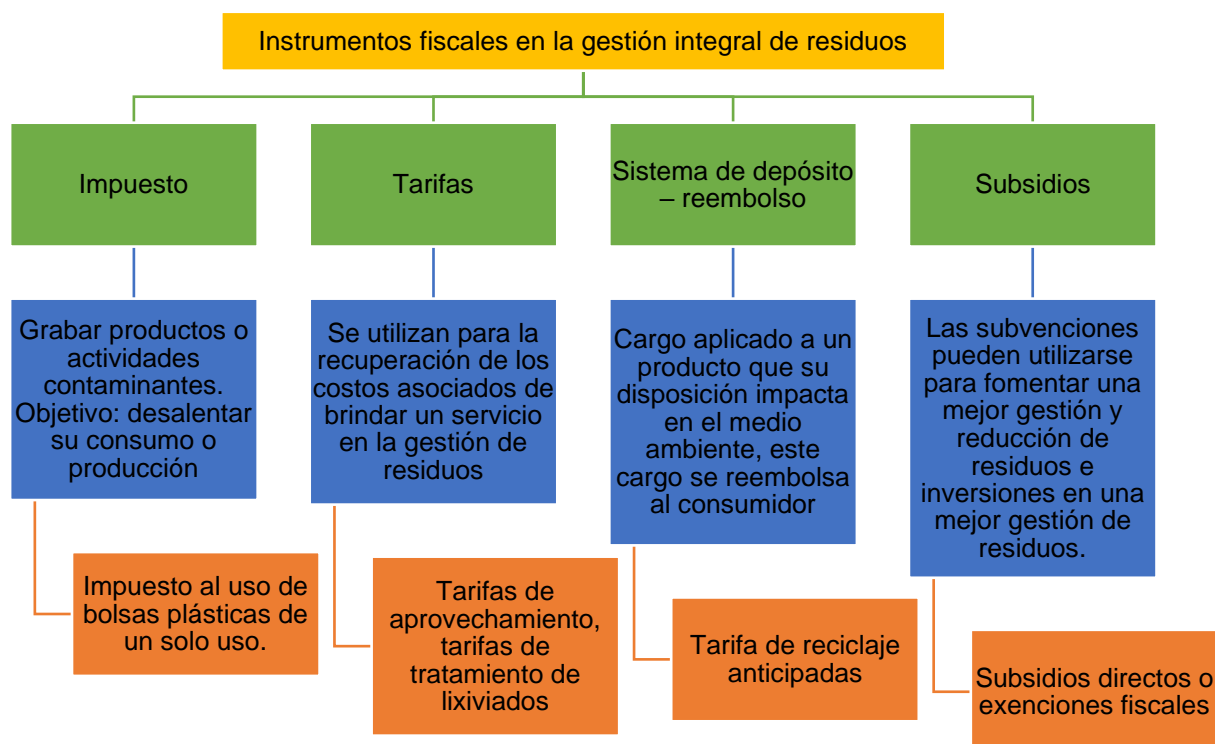 Instrumentos fiscales en la gestión integral de residuos
Impuesto
Tarifas
Sistema de depósito
– reembolso
Subsidios
Grabar productos o
actividades
contaminantes.
Objetivo: desalentar
su consumo o
producción
Se utilizan para la
recuperación de los
costos asociados de
brindar un servicio
en la gestión de
residuos
Cargo aplicado a un
producto que su
disposición impacta
en el medio
ambiente, este
cargo se reembolsa
al consumidor
Las subvenciones
pueden utilizarse
para fomentar una
mejor gestión y
reducción de
residuos e
inversiones en una
mejor gestión de
residuos.
Impuesto al uso de
bolsas plásticas de
un solo uso.
Tarifas de
aprovechamiento,
tarifas de
tratamiento de
lixiviados
Tarifa de reciclaje
anticipadas
Subsidios directos o
exenciones fiscales